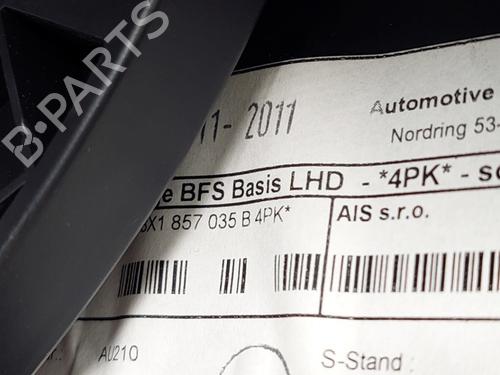 B-PARTS
11- 2011
Automotive
Nordring 53-
BFS Basis LHD - *4PK* -
X1 857 035 B 4PK*
AIS s.r.o.
AU210
S-Stand :